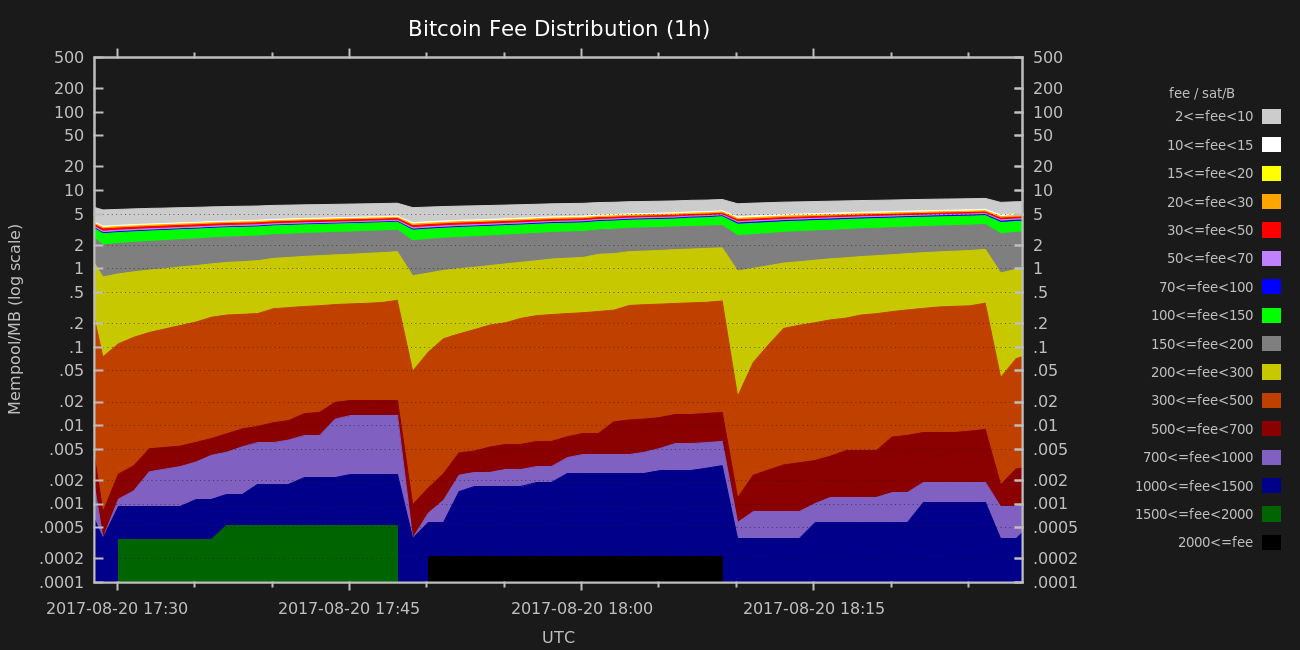 Bitcoin Fee Distribution (1h)
500
200
100
50
20
10
5
2
1
.5
.2
.1
.05
.02
.01
.005
.002
.001
.0005
.0002
.0001
Mempool/MB (log scale)
500
200
100
50
20
10
5
2
1
.5
.2
.1
.05
.02
.01
.005
.002
.001
.0005
.0002
.0001
2017-08-20 17:30 2017-08-20 17:45 2017-08-20 18:00 2017-08-20 18:15
UTC
fee / sat/B
2<=fee<10
10<=fee<15
15<=fee<20
20<=fee<30
30<=fee<50
50<=fee<70
70<=fee<100
100<=fee<150
150<=fee<200
200<=fee<300
300<=fee<500
500<=fee<700
700<=fee<1000
1000<=fee<1500
1500<=fee<2000
2000<=fee